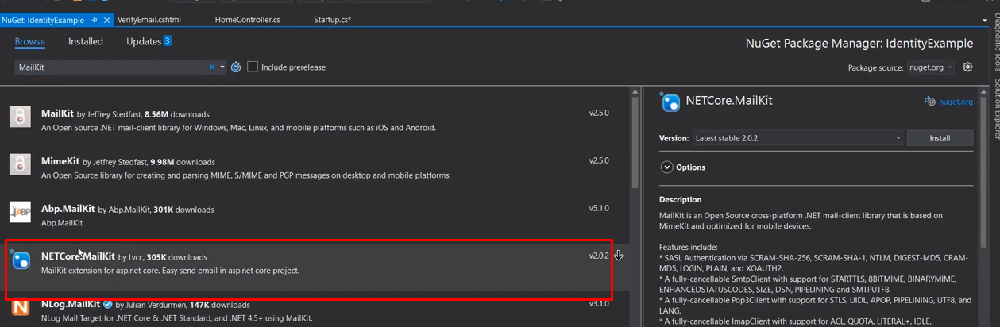 NuGet: IdentityExample
VerifyEmail.cshtml
HomeController.cs
Startup.cs*
Browse
Installed
Updates 3
NuGet Package Manager: IdentityExample
MailKit
Include prerelease
Package source: nuget.org
MailKit by Jeffrey Stedfast, 8.56M downloads
v2.5.0
An Open Source .NET mail-client library for Windows, Mac, Linux, and mobile platforms such as iOS and Android.
MimeKit by Jeffrey Stedfast, 9.98M downloads
v2.5.0
An Open Source library for creating and parsing MIME, S/MIME and PGP messages on desktop and mobile platforms.
Abp.MailKit by Abp.MailKit, 301K downloads
v5.1.0
Abp.MailKit
NETCore.MailKit by Lvcc, 305K downloads
v2.0.2
MailKit extension for asp.net core. Easy send email in asp.net core project.
NLog.MailKit by Julian Verdurmen, 147K downloads
v3.1.0
NLog Mail Target for .NET Core & .NET Standard, and .NET 4.5+ using MailKit.
NETCore.MailKit
nuget.org
Version: Latest stable 2.0.2
Install
Options
Description
MailKit is an Open Source cross-platform .NET mail-client library that is based on
MimeKit and optimized for mobile devices.
Features include:
* SASL Authentication via SCRAM-SHA-256, SCRAM-SHA-1, NTLM, DIGEST-MD5, CRAM-
MD5, LOGIN, PLAIN, and XOAUTH2.
* A fully-cancellable SmtpClient with support for STARTTLS, 8BITMIME, BINARYMIME,
ENHANCEDSTATUSCODES, SIZE, DSN, PIPELINING and SMTPUTF8.
* A fully-cancellable Pop3Client with support for STLS, UIDL, APOP, PIPELINING, UTF8, and
LANG.
* A fully-cancellable ImapClient with support for ACL, QUOTA, LITERAL+, IDLE,
Diagnostic Tools
Solution Explorer